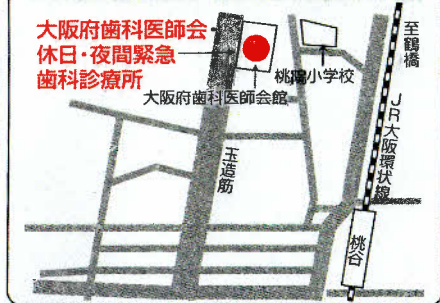 大阪府歯科医師会
休日・夜間緊急
歯科診療所
大阪府歯科医師会館
桃陽小学校
至鶴橋
JR大阪環状線
玉造筋
桃谷